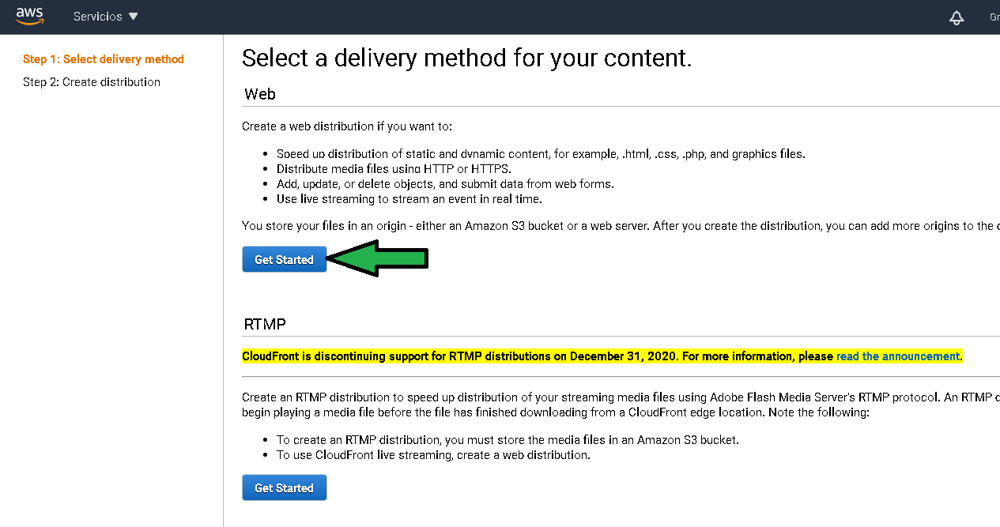 aws
Servicios
Gr
Step 1: Select delivery method
Step 2: Create distribution
Select a delivery method for your content.
Web
Create a web distribution if you want to:
Speed up distribution of static and dynamic content, for example, .html, .css, .php, and graphics files.
Distribute media files using HTTP or HTTPS.
Add, update, or delete objects, and submit data from web forms.
Use live streaming to stream an event in real time.
You store your files in an origin - either an Amazon S3 bucket or a web server. After you create the distribution, you can add more origins to the
Get Started
RTMP
CloudFront is discontinuing support for RTMP distributions on December 31, 2020. For more information, please read the announcement.
Create an RTMP distribution to speed up distribution of your streaming media files using Adobe Flash Media Server's RTMP protocol. An RTMP
begin playing a media file before the file has finished downloading from a CloudFront edge location. Note the following:
To create an RTMP distribution, you must store the media files in an Amazon S3 bucket.
To use CloudFront live streaming, create a web distribution.
Get Started